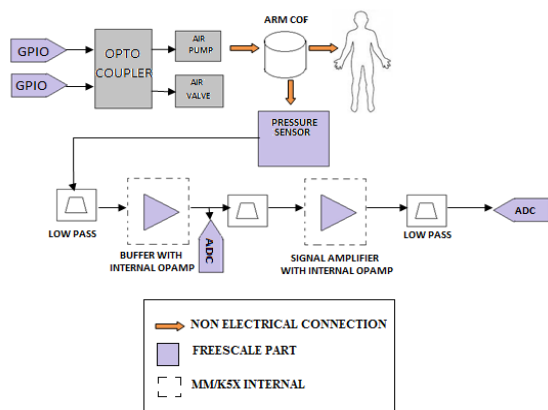 ARM COF
GPIO
GPIO
OPTO
COUPLER
AIR
PUMP
AIR
VALVE
PRESSURE
SENSOR
LOW PASS
BUFFER WITH
INTERNAL OPAMP
ADC
SIGNAL AMPLIFIER
WITH INTERNAL OPAMP
LOW PASS
ADC
NON ELECTRICAL CONNECTION
FREESCALE PART
MM/K5X INTERNAL